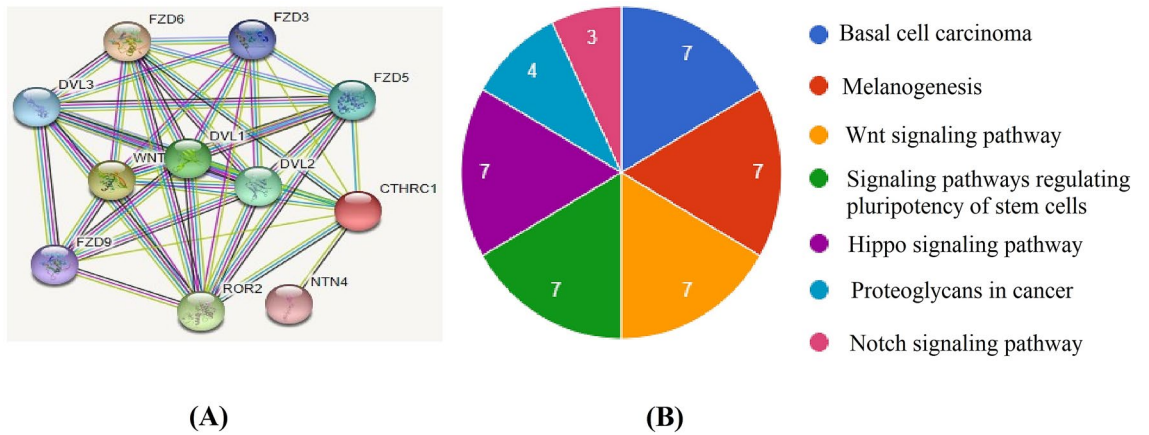 FZD6
FZD3
DVL3
FZD5
DVL1
WNT
DVL2
CTHRC1
FZD9
ROR2
NTN4
(A)
3
7
4
7
7
7
7
(B)
Basal cell carcinoma
Melanogenesis
Wnt signaling pathway
Signaling pathways regulating
pluripotency of stem cells
Hippo signaling pathway
Proteoglycans in cancer
Notch signaling pathway